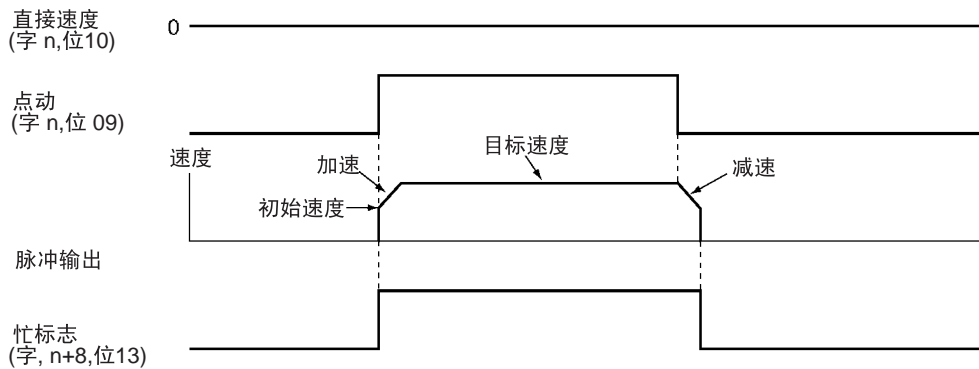 直接速度
(字 n,位10)
0
点动
(字 n,位 09)
速度
加速
目标速度
减速
初始速度
脉冲输出
忙标志
(字, n+8,位13)